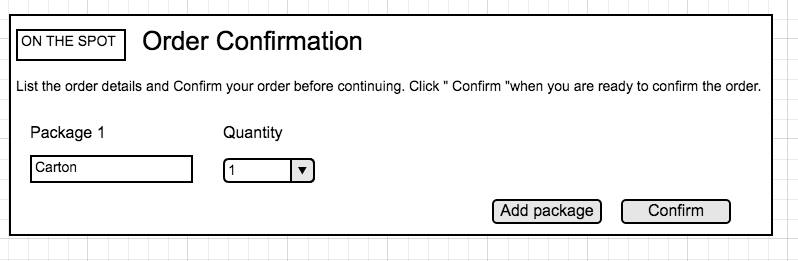 ON THE SPOT Order Confirmation
List the order details and Confirm your order before continuing. Click " Confirm "when you are ready to confirm the order.
Package 1 Quantity
Carton 1
Add package Confirm